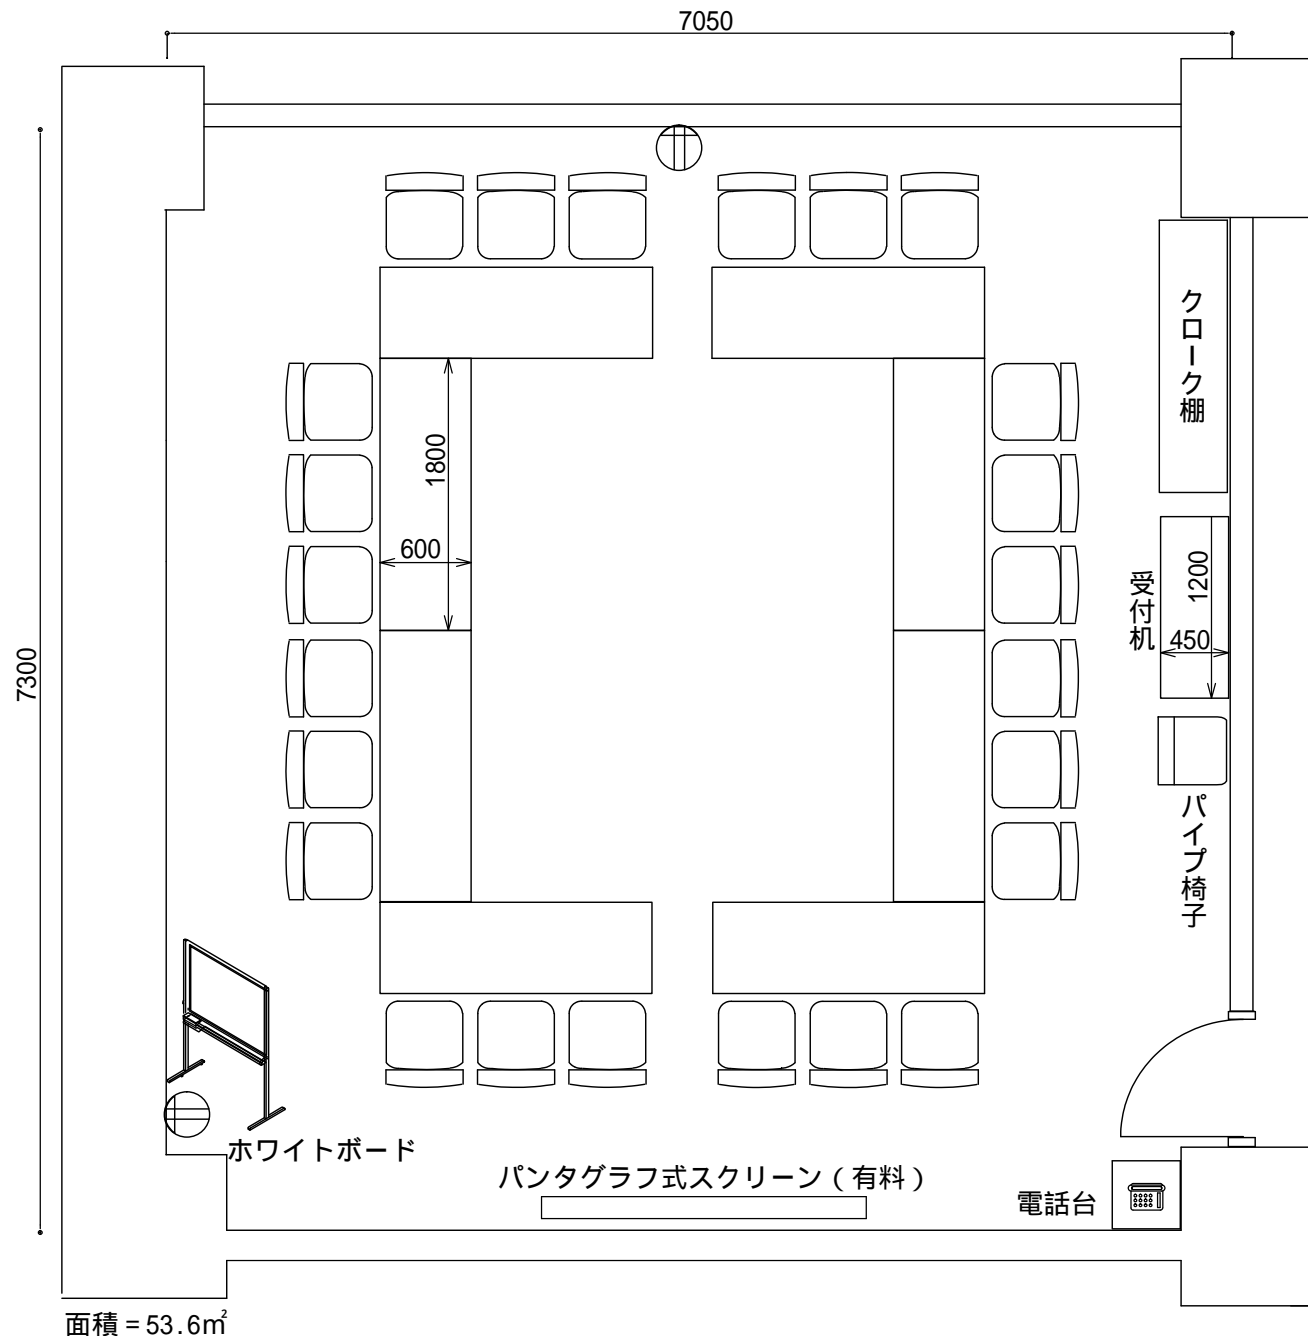 7050
クローク棚
1800
600
1200
受付机
450
7300
パイプ椅子
ホワイトボード
パンタグラフ式スクリーン（有料）
電話台
面積=53.6㎡